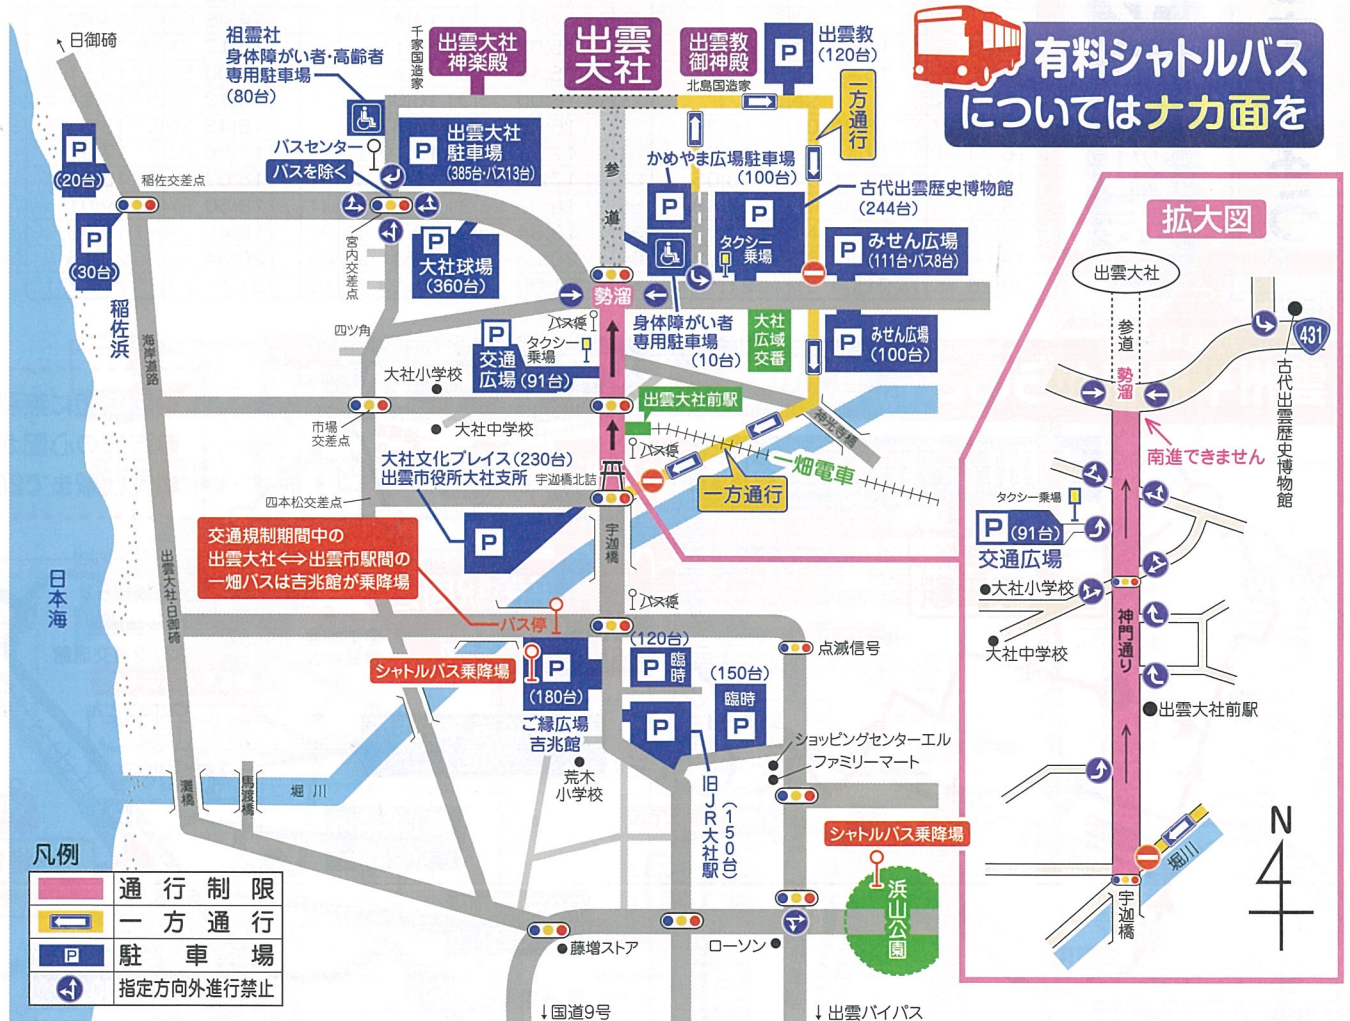 有料シャトルバス
についてはナカ面を
日御碕
祖霊社
身体障がい者・高齢者
専用駐車場
(80台)
千家国造家
出雲大社
神楽殿
出雲
大社
出雲教
御神殿
北島国造家
P
出雲教
(120台)
一方通行
P
(20台)
稲佐交差点
P
(30台)
稲佐浜
バスセンター
バスを除く
P
出雲大社
駐車場
(385台・バス13台)
参道
かめやま広場駐車場
(100台)
P
P
タクシー
乗場
古代出雲歴史博物館
(244台)
P
みせん広場
(111台・バス8台)
宮内交差点
P
大社球場
(360台)
勢溜
身体障がい者
専用駐車場
(10台)
大社
広域
交番
P
みせん広場
(100台)
四ツ角
バス停
タクシー
乗場
P
交通
広場(91台)
海岸道路
大社小学校
出雲大社前駅
市場
交差点
大社中学校
バス停
神光寺橋
一畑電車
一方通行
大社文化プレイス(230台)
出雲市役所大社支所
宇迦橋北詰
四本松交差点
P
宇迦橋
交通規制期間中の
出雲大社⇔出雲市駅間の
一畑バスは吉兆館が乗降場
出雲大社・日御碕
日本海
バス停
バス停
(120台)
点滅信号
シャトルバス乗降場
P
(180台)
P
臨時
(150台)
臨時
P
P
ご縁広場
吉兆館
荒木
小学校
ショッピングセンターエル
ファミリーマート
旧JR大社駅
(150台)
灘橋
馬渡橋
堀川
シャトルバス乗降場
浜山公園
藤増ストア
ローソン
↓国道9号
↓出雲バイパス
凡例
通行制限
一方通行
P
駐車場
指定方向外進行禁止
拡大図
出雲大社
参道
勢溜
431
古代出雲歴史博物館
南進できません
タクシー乗場
P
(91台)
交通広場
大社小学校
大社中学校
神門通り
出雲大社前駅
堀川
宇迦橋
N